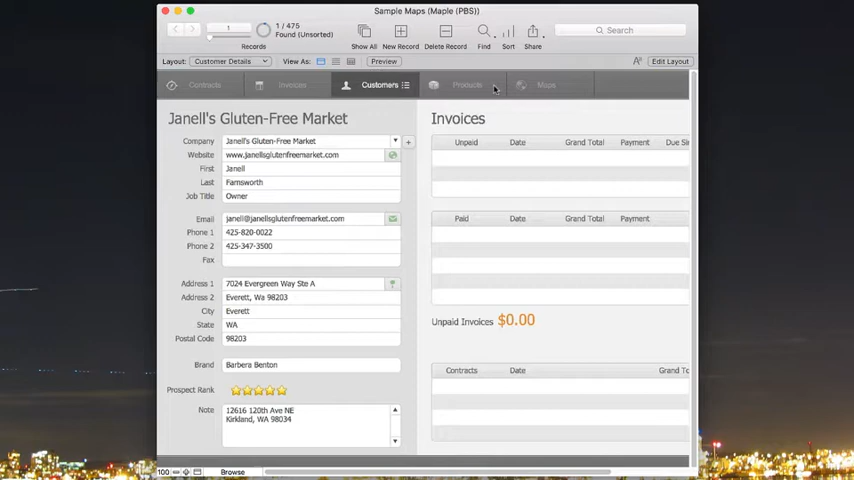 Sample Maps (Maple (PBS))
1
1 / 475
Found (Unsorted)
Records
Show All
New Record
Delete Record
Find
Sort
Share
Search
Layout:
Customer Details
View As:
Preview
Edit Layout
Contracts
Invoices
Customers
Products
Maps
Janell's Gluten-Free Market
Company
Janell's Gluten-Free Market
Website
www.janellsglutenfreemarket.com
First
Janell
Last
Farnsworth
Job Title
Owner
Email
janell@janellsglutenfreemarket.com
Phone 1
425-820-0022
Phone 2
425-347-3500
Fax
Address 1
7024 Evergreen Way Ste A
Address 2
Everett, Wa 98203
City
Everett
State
WA
Postal Code
98203
Brand
Barbera Benton
Prospect Rank
Note
12616 120th Ave NE
Kirkland, WA 98034
Invoices
Unpaid Date Grand Total Payment Due Sin
Paid Date Grand Total Payment
Unpaid Invoices $0.00
Contracts Date Grand To
100
Browse